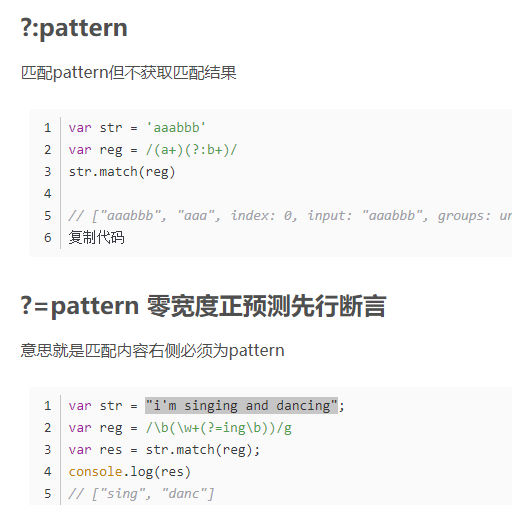 ?:pattern
匹配pattern但不获取匹配结果
1 var str = 'aaabbb'
2 var reg = /(a+)(?:b+)/
3 str.match(reg)
4
5 // ["aaabbb", "aaa", index: 0, input: "aaabbb", groups: un
6 复制代码
?=pattern 零宽度正预测先行断言
意思就是匹配内容右侧必须为pattern
1 var str = "i'm singing and dancing";
2 var reg = /\b(\w+(?=ing\b))/g
3 var res = str.match(reg);
4 console.log(res)
5 // ["sing", "danc"]